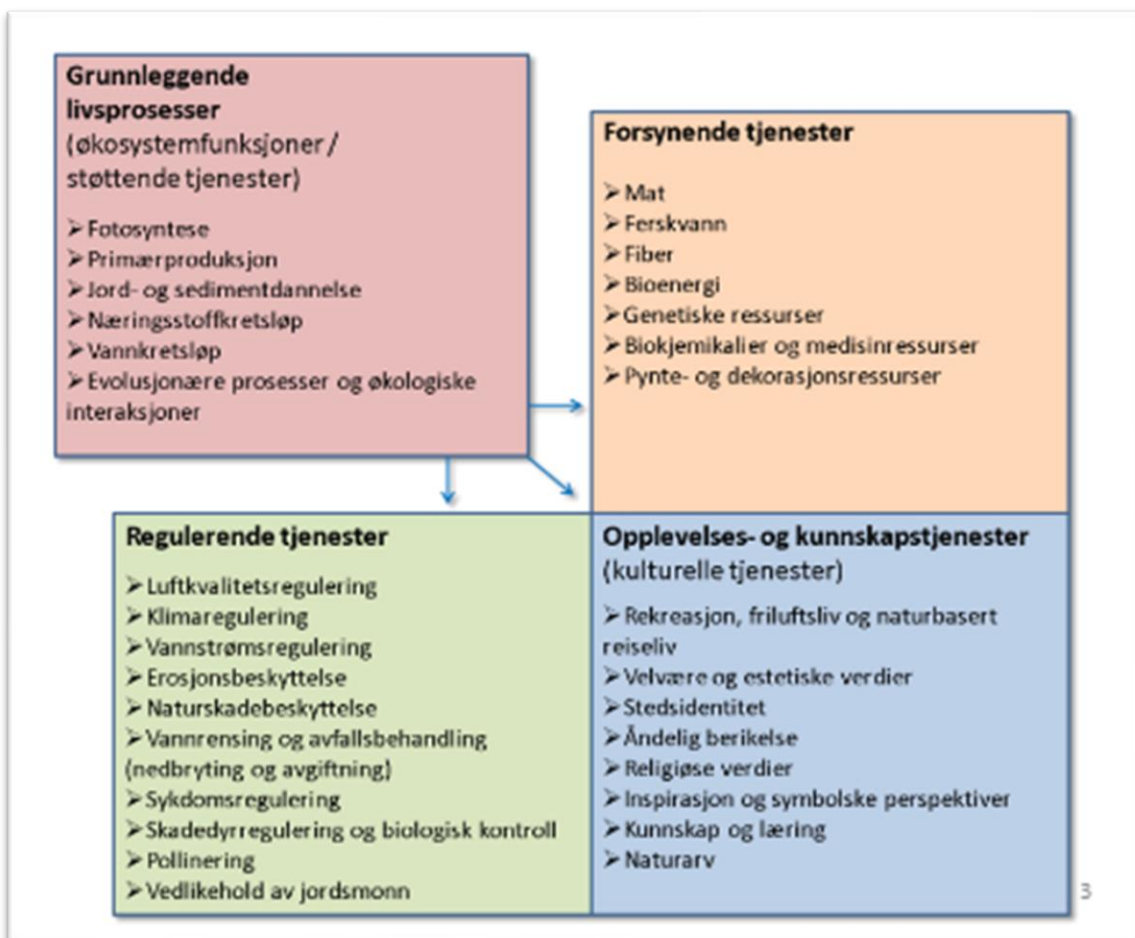 Grunnleggende
livsprosesser
(økosystemfunksjoner /
støttende tjenester)
➢Fotosyntese
➢Primærproduksjon
➢Jord- og sedimentdannelse
➢Næringsstoffkretsløp
➢Vannkretsløp
➢Evolusjonære prosesser og økologiske
interaksjoner
Forsynende tjenester
➢Mat
➢Ferskvann
➢Fiber
➢Bioenergi
➢Genetiske ressurser
➢Biokjemikalier og medisinressurser
➢Pynte- og dekorasjonsressurser
Regulerende tjenester
➢Luftkvalitetsregulering
➢Klimaregulering
➢Vannstrømsregulering
➢Erosjonsbeskyttelse
➢Naturskadebeskyttelse
➢Vannrensing og avfallsbehandling
(nedbryting og avgiftning)
➢Sykdomsregulering
➢Skadedyrregulering og biologisk kontroll
➢Pollinering
➢Vedlikehold av jordsmonn
Opplevelses- og kunnskapstjenester
(kulturelle tjenester)
➢Rekreasjon, friluftsliv og naturbasert
reiseliv
➢Velvære og estetiske verdier
➢Stedsidentitet
➢Åndelig berikelse
➢Religiøse verdier
➢Inspirasjon og symbolske perspektiver
➢Kunnskap og læring
➢Naturarv
3